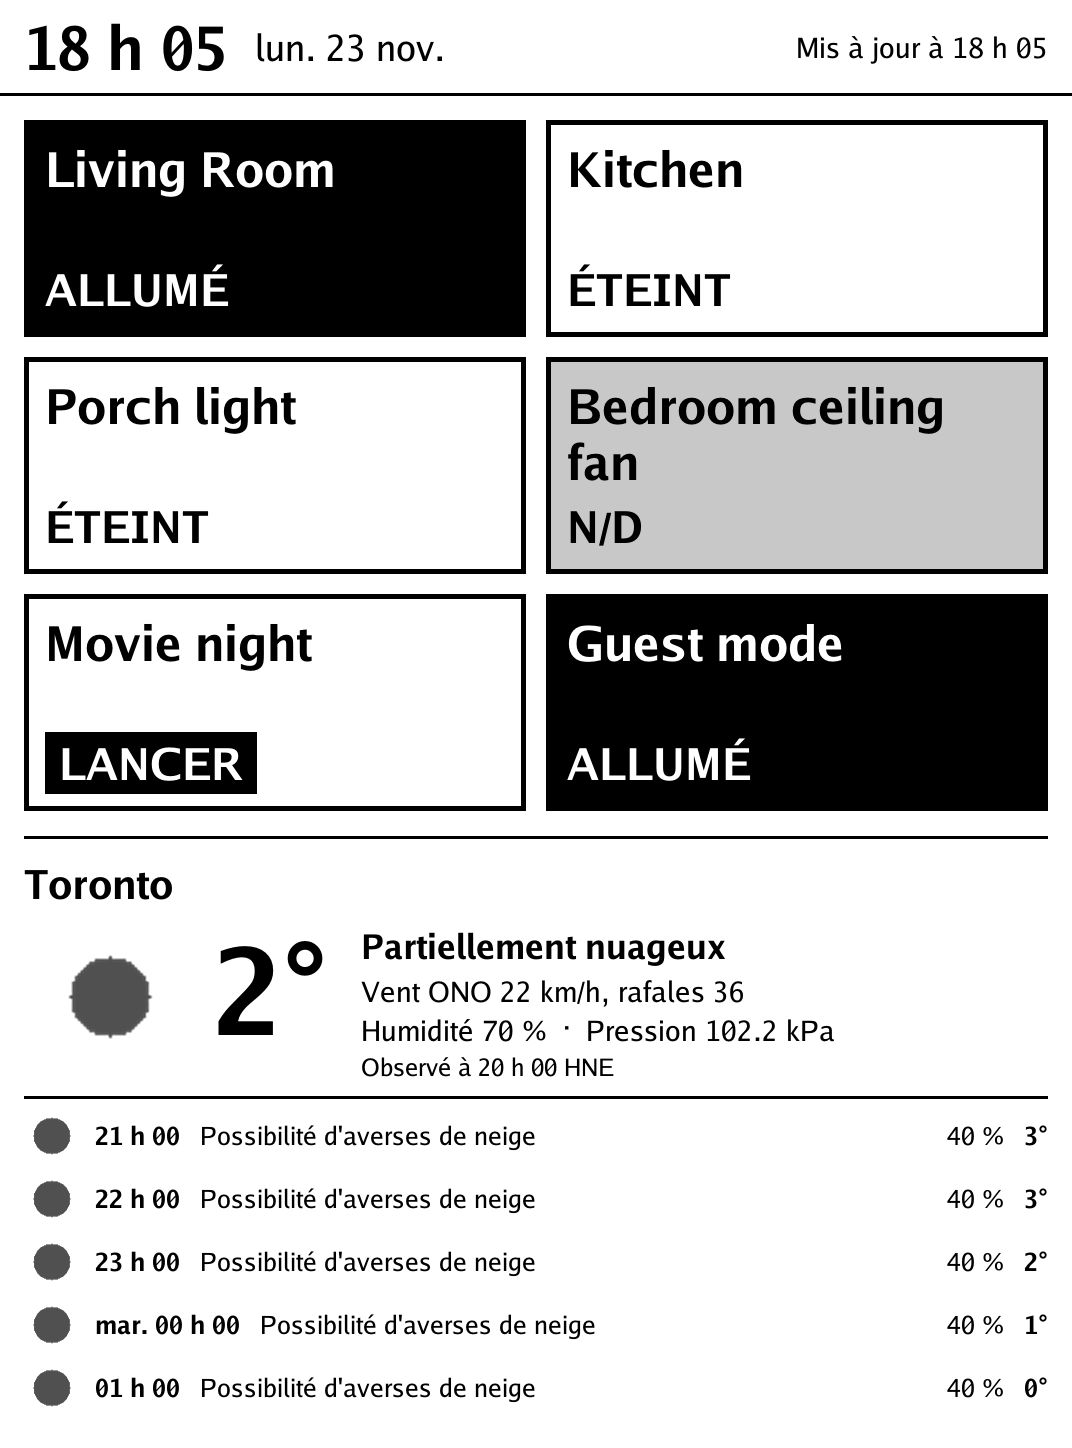 18 h 05 lun. 23 nov. Mis à jour à 18 h 05
Living Room
ALLUMÉ
Kitchen
ÉTEINT
Porch light
ÉTEINT
Bedroom ceiling
fan
N/D
Movie night
LANCER
Guest mode
ALLUMÉ
Toronto
2°
Partiellement nuageux
Vent ONO 22 km/h, rafales 36
Humidité 70 % · Pression 102.2 kPa
Observé à 20 h 00 HNE
21 h 00 Possibilité d'averses de neige 40 % 3°
22 h 00 Possibilité d'averses de neige 40 % 3°
23 h 00 Possibilité d'averses de neige 40 % 2°
mar. 00 h 00 Possibilité d'averses de neige 40 % 1°
01 h 00 Possibilité d'averses de neige 40 % 0°